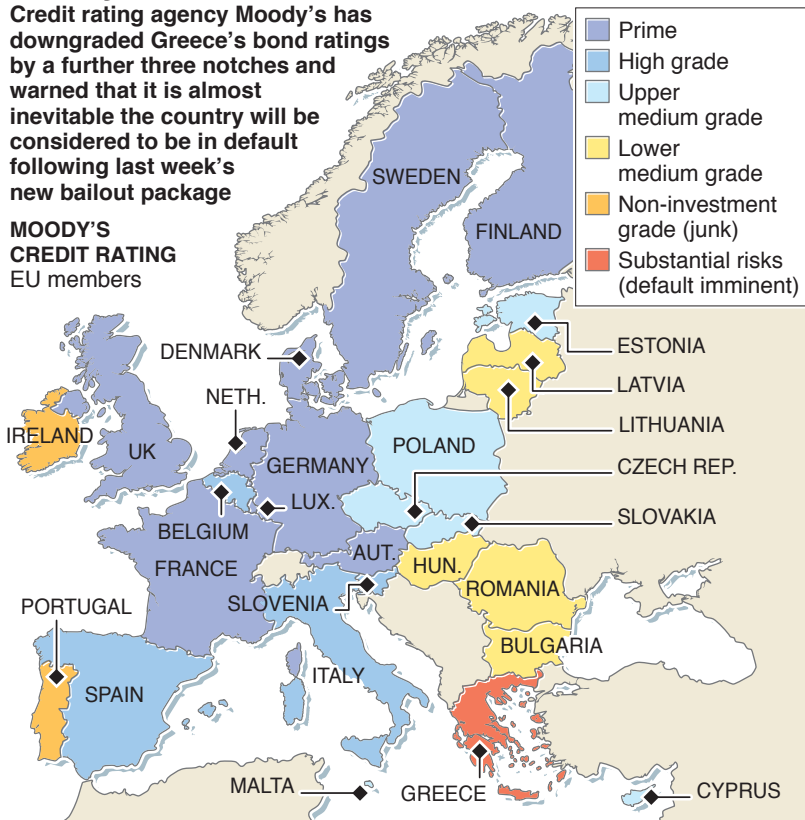 Credit rating agency Moody's has
downgraded Greece's bond ratings
by a further three notches and
warned that it is almost
inevitable the country will be
considered to be in default
following last week's
new bailout package
MOODY'S
CREDIT RATING
EU members
Prime
High grade
Upper
medium grade
Lower
medium grade
Non-investment
grade (junk)
Substantial risks
(default imminent)
SWEDEN
FINLAND
DENMARK
ESTONIA
LATVIA
NETH.
LITHUANIA
IRELAND
UK
POLAND
GERMANY
CZECH REP.
LUX.
SLOVAKIA
BELGIUM
AUT.
HUN.
FRANCE
ROMANIA
PORTUGAL
SLOVENIA
BULGARIA
ITALY
SPAIN
MALTA
GREECE
CYPRUS